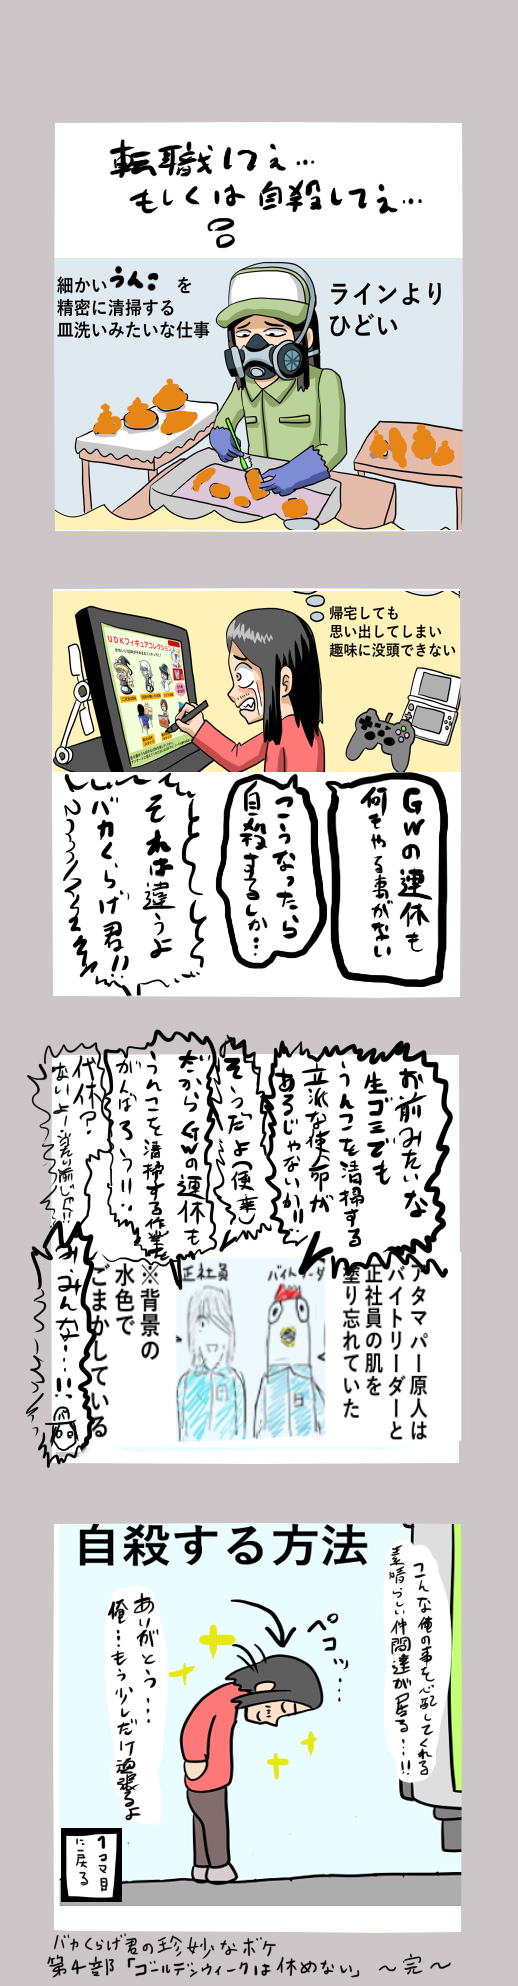 転職してぇ…
もしくは自殺してぇ…
細かいうんこを
精密に清掃する
皿洗いみたいな仕事
ラインより
ひどい
帰宅しても
思い出してしまい
趣味に没頭できない
UDKフィギュアコレクション
GWの連休も
何もやる事がない
こうなったら
自殺するしか…
それは違うよ
バカくらげ君!!
お前みたいな
生ゴミでも
うんこを清掃する
立派な使命が
あるじゃないか!!
そうだよ(便乗)
だからGWの連休も
うんこを清掃する作業を
がんばろう!!
代休?
ないよ!
み、みんな…!!
アタマパー原人は
バイトリーダーと
正社員の肌を
塗り忘れていた
バイトリーダー
正社員
日
※背景の
水色で
ごまかしている
自殺する方法
こんな俺の事を心配してくれる
素晴らしい仲間達が居る…!!
ペコッ…
ありがとう…
俺…もう少しだけ頑張るよ
1コマ目
に戻る
バカくらげ君の珍妙なボケ
第4部「ゴールデンウィークは休めない」 ～完～